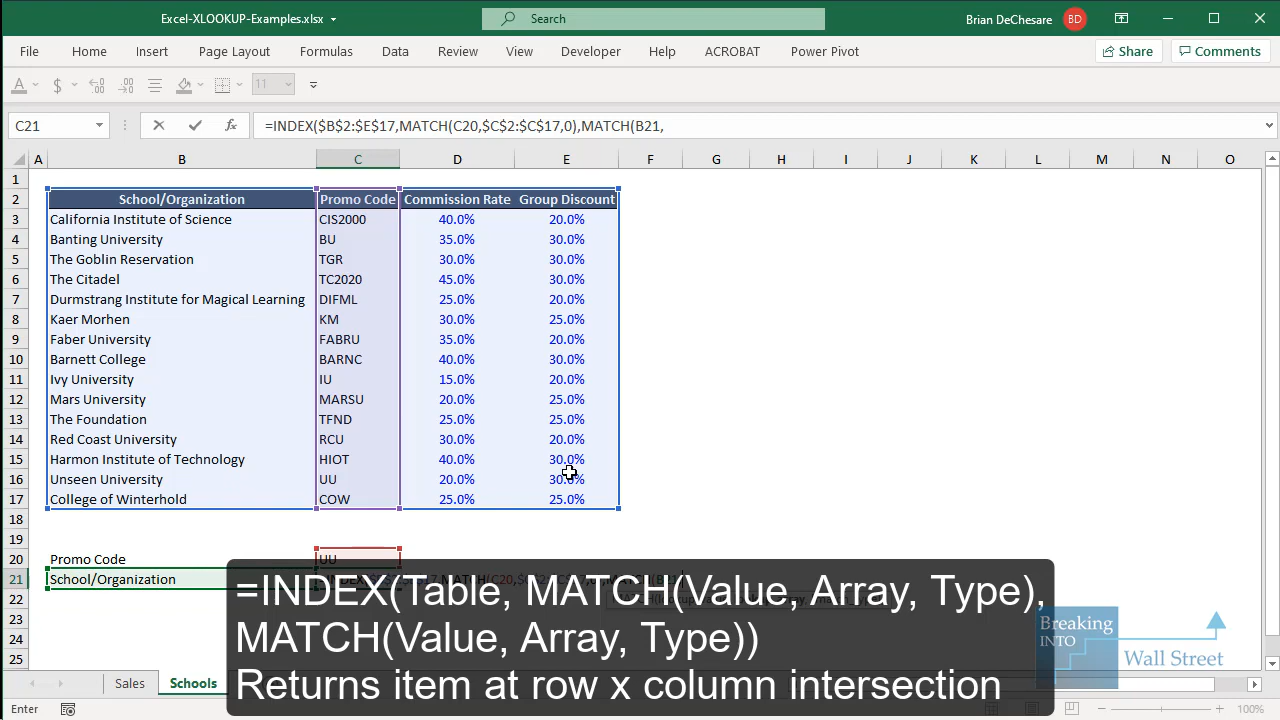 Excel-XLOOKUP-Examples.xlsx
Search
Brian DeChesare BD
File Home Insert Page Layout Formulas Data Review View Developer Help ACROBAT Power Pivot Share Comments
A $ 11
C21 fx =INDEX($B$2:$E$17,MATCH(C20,$C$2:$C$17,0),MATCH(B21,
A B C D E F G H I J K L M N O
1
2 School/Organization Promo Code Commission Rate Group Discount
3 California Institute of Science CIS2000 40.0% 20.0%
4 Banting University BU 35.0% 30.0%
5 The Goblin Reservation TGR 30.0% 30.0%
6 The Citadel TC2020 45.0% 30.0%
7 Durmstrang Institute for Magical Learning DIFML 25.0% 20.0%
8 Kaer Morhen KM 30.0% 25.0%
9 Faber University FABRU 35.0% 20.0%
10 Barnett College BARNC 40.0% 30.0%
11 Ivy University IU 15.0% 20.0%
12 Mars University MARSU 20.0% 25.0%
13 The Foundation TFND 25.0% 25.0%
14 Red Coast University RCU 30.0% 20.0%
15 Harmon Institute of Technology HIOT 40.0% 30.0%
16 Unseen University UU 20.0% 30.0%
17 College of Winterhold COW 25.0% 25.0%
18
19
20 Promo Code UU
21 School/Organization
22
23
24
25
=INDEX(Table, MATCH(Value, Array, Type),
MATCH(Value, Array, Type))
Returns item at row x column intersection
Breaking
INTO
Wall Street
Sales Schools
Enter 100%